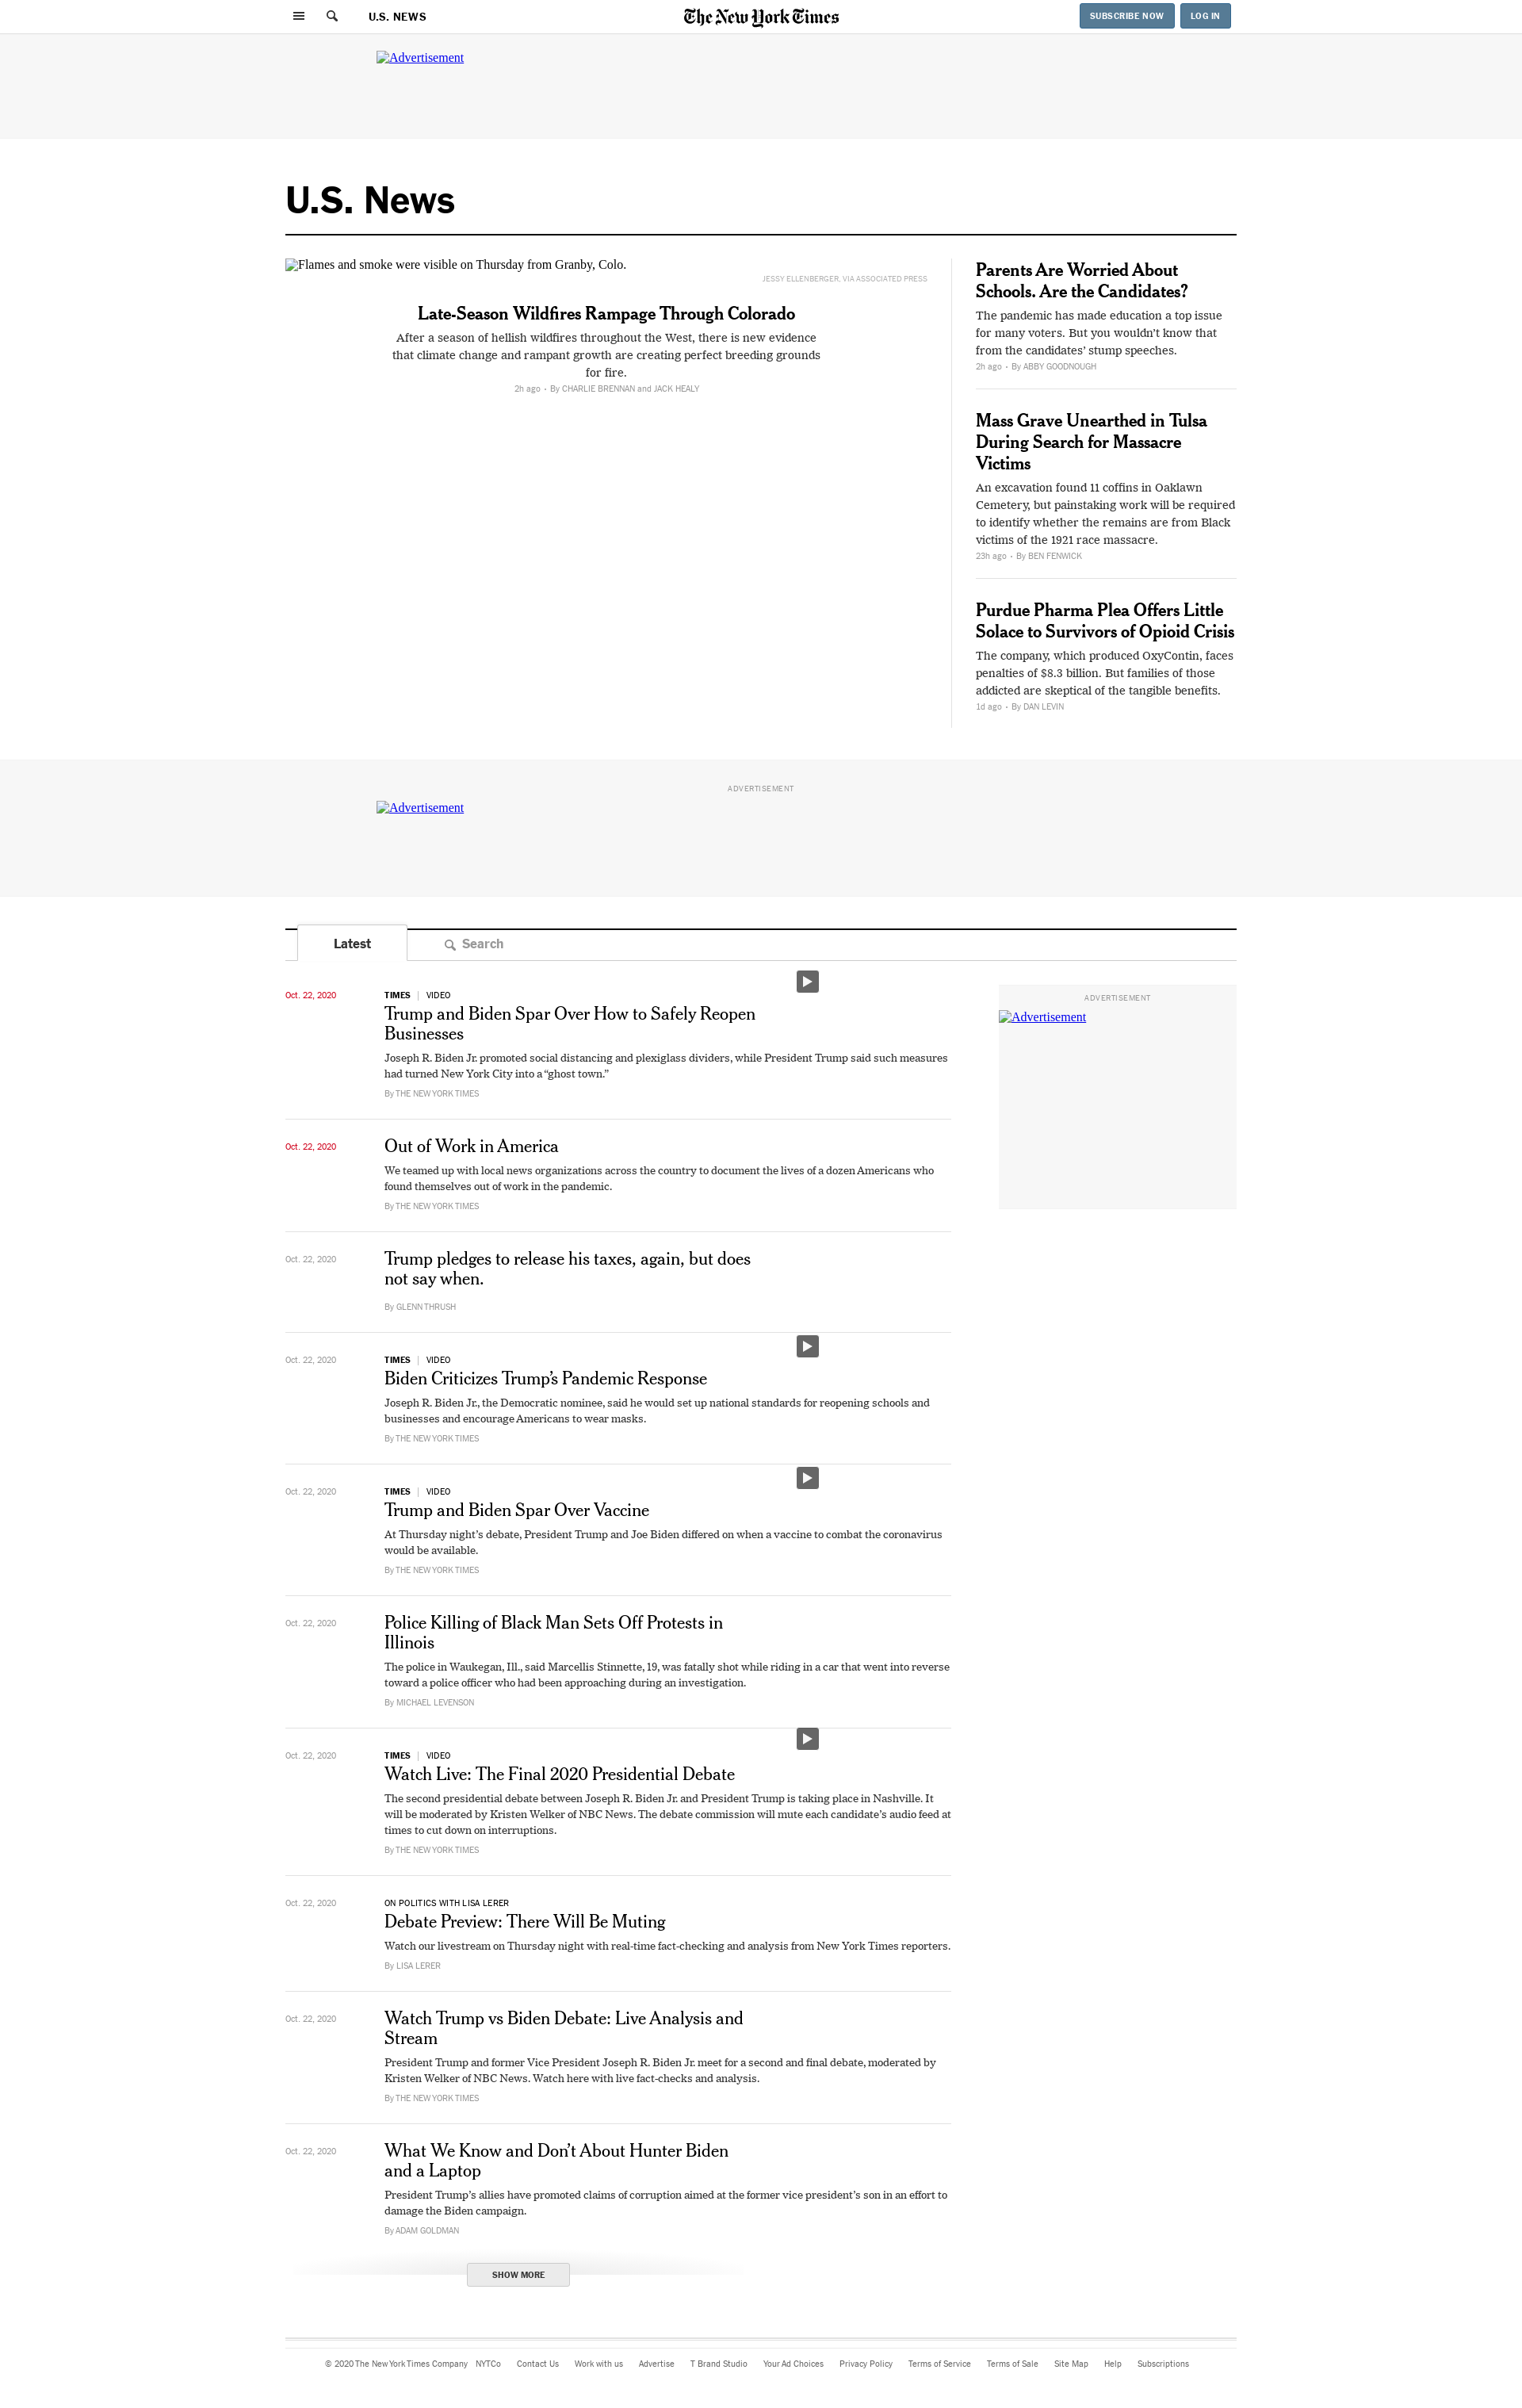 U.S. NEWS
The New York Times
SUBSCRIBE NOW
LOG IN
Advertisement
U.S. News
Flames and smoke were visible on Thursday from Granby, Colo.
JESSY ELLENBERGER, VIA ASSOCIATED PRESS
Late-Season Wildfires Rampage Through Colorado
After a season of hellish wildfires throughout the West, there is new evidence
that climate change and rampant growth are creating perfect breeding grounds
for fire.
2h ago • By CHARLIE BRENNAN and JACK HEALY
Parents Are Worried About
Schools. Are the Candidates?
The pandemic has made education a top issue
for many voters. But you wouldn’t know that
from the candidates’ stump speeches.
2h ago • By ABBY GOODNOUGH
Mass Grave Unearthed in Tulsa
During Search for Massacre
Victims
An excavation found 11 coffins in Oaklawn
Cemetery, but painstaking work will be required
to identify whether the remains are from Black
victims of the 1921 race massacre.
23h ago • By BEN FENWICK
Purdue Pharma Plea Offers Little
Solace to Survivors of Opioid Crisis
The company, which produced OxyContin, faces
penalties of $8.3 billion. But families of those
addicted are skeptical of the tangible benefits.
1d ago • By DAN LEVIN
ADVERTISEMENT
Advertisement
Latest
Search
Oct. 22, 2020
TIMES | VIDEO
Trump and Biden Spar Over How to Safely Reopen
Businesses
Joseph R. Biden Jr. promoted social distancing and plexiglass dividers, while President Trump said such measures
had turned New York City into a “ghost town.”
By THE NEW YORK TIMES
ADVERTISEMENT
Advertisement
Oct. 22, 2020
Out of Work in America
We teamed up with local news organizations across the country to document the lives of a dozen Americans who
found themselves out of work in the pandemic.
By THE NEW YORK TIMES
Oct. 22, 2020
Trump pledges to release his taxes, again, but does
not say when.
By GLENN THRUSH
Oct. 22, 2020
TIMES | VIDEO
Biden Criticizes Trump’s Pandemic Response
Joseph R. Biden Jr., the Democratic nominee, said he would set up national standards for reopening schools and
businesses and encourage Americans to wear masks.
By THE NEW YORK TIMES
Oct. 22, 2020
TIMES | VIDEO
Trump and Biden Spar Over Vaccine
At Thursday night’s debate, President Trump and Joe Biden differed on when a vaccine to combat the coronavirus
would be available.
By THE NEW YORK TIMES
Oct. 22, 2020
Police Killing of Black Man Sets Off Protests in
Illinois
The police in Waukegan, Ill., said Marcellis Stinnette, 19, was fatally shot while riding in a car that went into reverse
toward a police officer who had been approaching during an investigation.
By MICHAEL LEVENSON
Oct. 22, 2020
TIMES | VIDEO
Watch Live: The Final 2020 Presidential Debate
The second presidential debate between Joseph R. Biden Jr. and President Trump is taking place in Nashville. It
will be moderated by Kristen Welker of NBC News. The debate commission will mute each candidate’s audio feed at
times to cut down on interruptions.
By THE NEW YORK TIMES
Oct. 22, 2020
ON POLITICS WITH LISA LERER
Debate Preview: There Will Be Muting
Watch our livestream on Thursday night with real-time fact-checking and analysis from New York Times reporters.
By LISA LERER
Oct. 22, 2020
Watch Trump vs Biden Debate: Live Analysis and
Stream
President Trump and former Vice President Joseph R. Biden Jr. meet for a second and final debate, moderated by
Kristen Welker of NBC News. Watch here with live fact-checks and analysis.
By THE NEW YORK TIMES
Oct. 22, 2020
What We Know and Don’t About Hunter Biden
and a Laptop
President Trump’s allies have promoted claims of corruption aimed at the former vice president’s son in an effort to
damage the Biden campaign.
By ADAM GOLDMAN
SHOW MORE
© 2020 The New York Times Company NYTCo Contact Us Work with us Advertise T Brand Studio Your Ad Choices Privacy Policy Terms of Service Terms of Sale Site Map Help Subscriptions